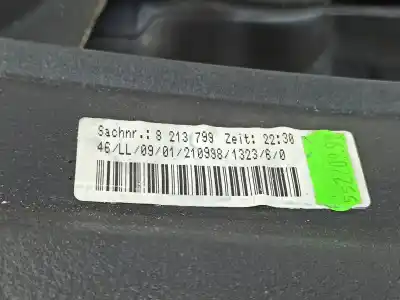 Sachnr.: 8 213 799 Zeit: 22:30
46/LL/09/01/210998/1323/6/0